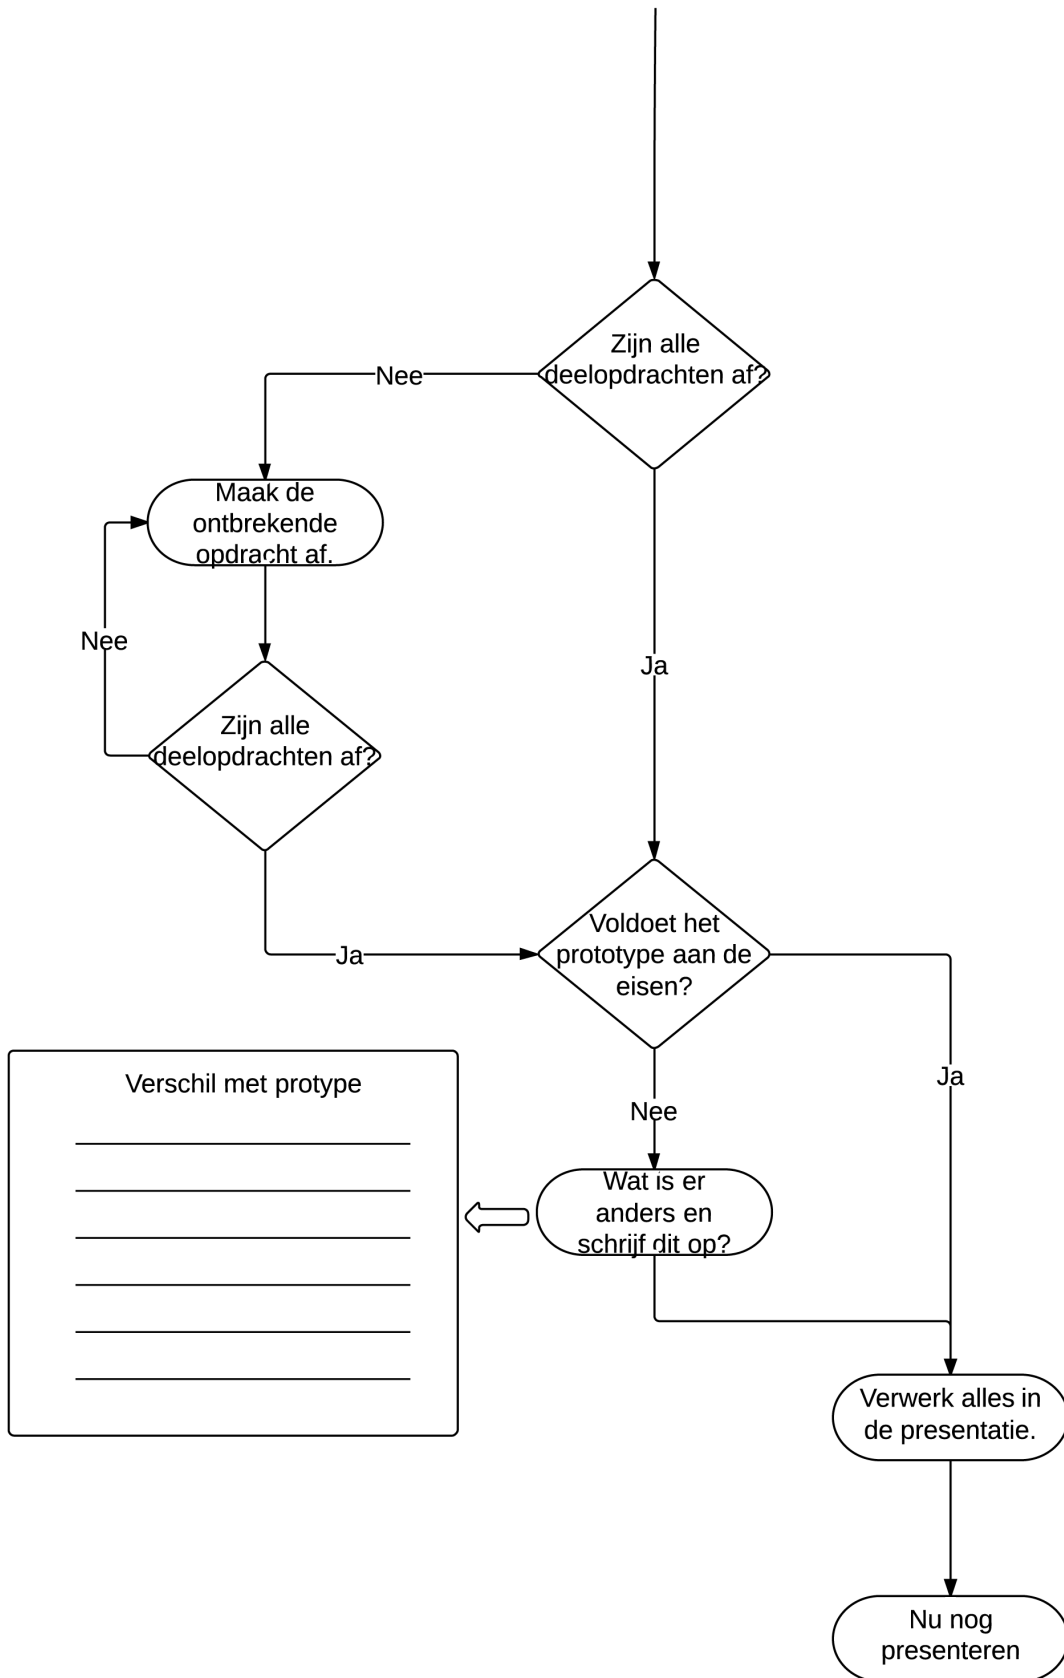 Zijn alle
deelopdrachten af?
Nee
Maak de
ontbrekende
opdracht af.
Nee
Ja
Zijn alle
deelopdrachten af?
Voldoet het
prototype aan de
eisen?
Ja
Ja
Nee
Verschil met protype
Wat is er
anders en
schrijf dit op?
Verwerk alles in
de presentatie.
Nu nog
presenteren